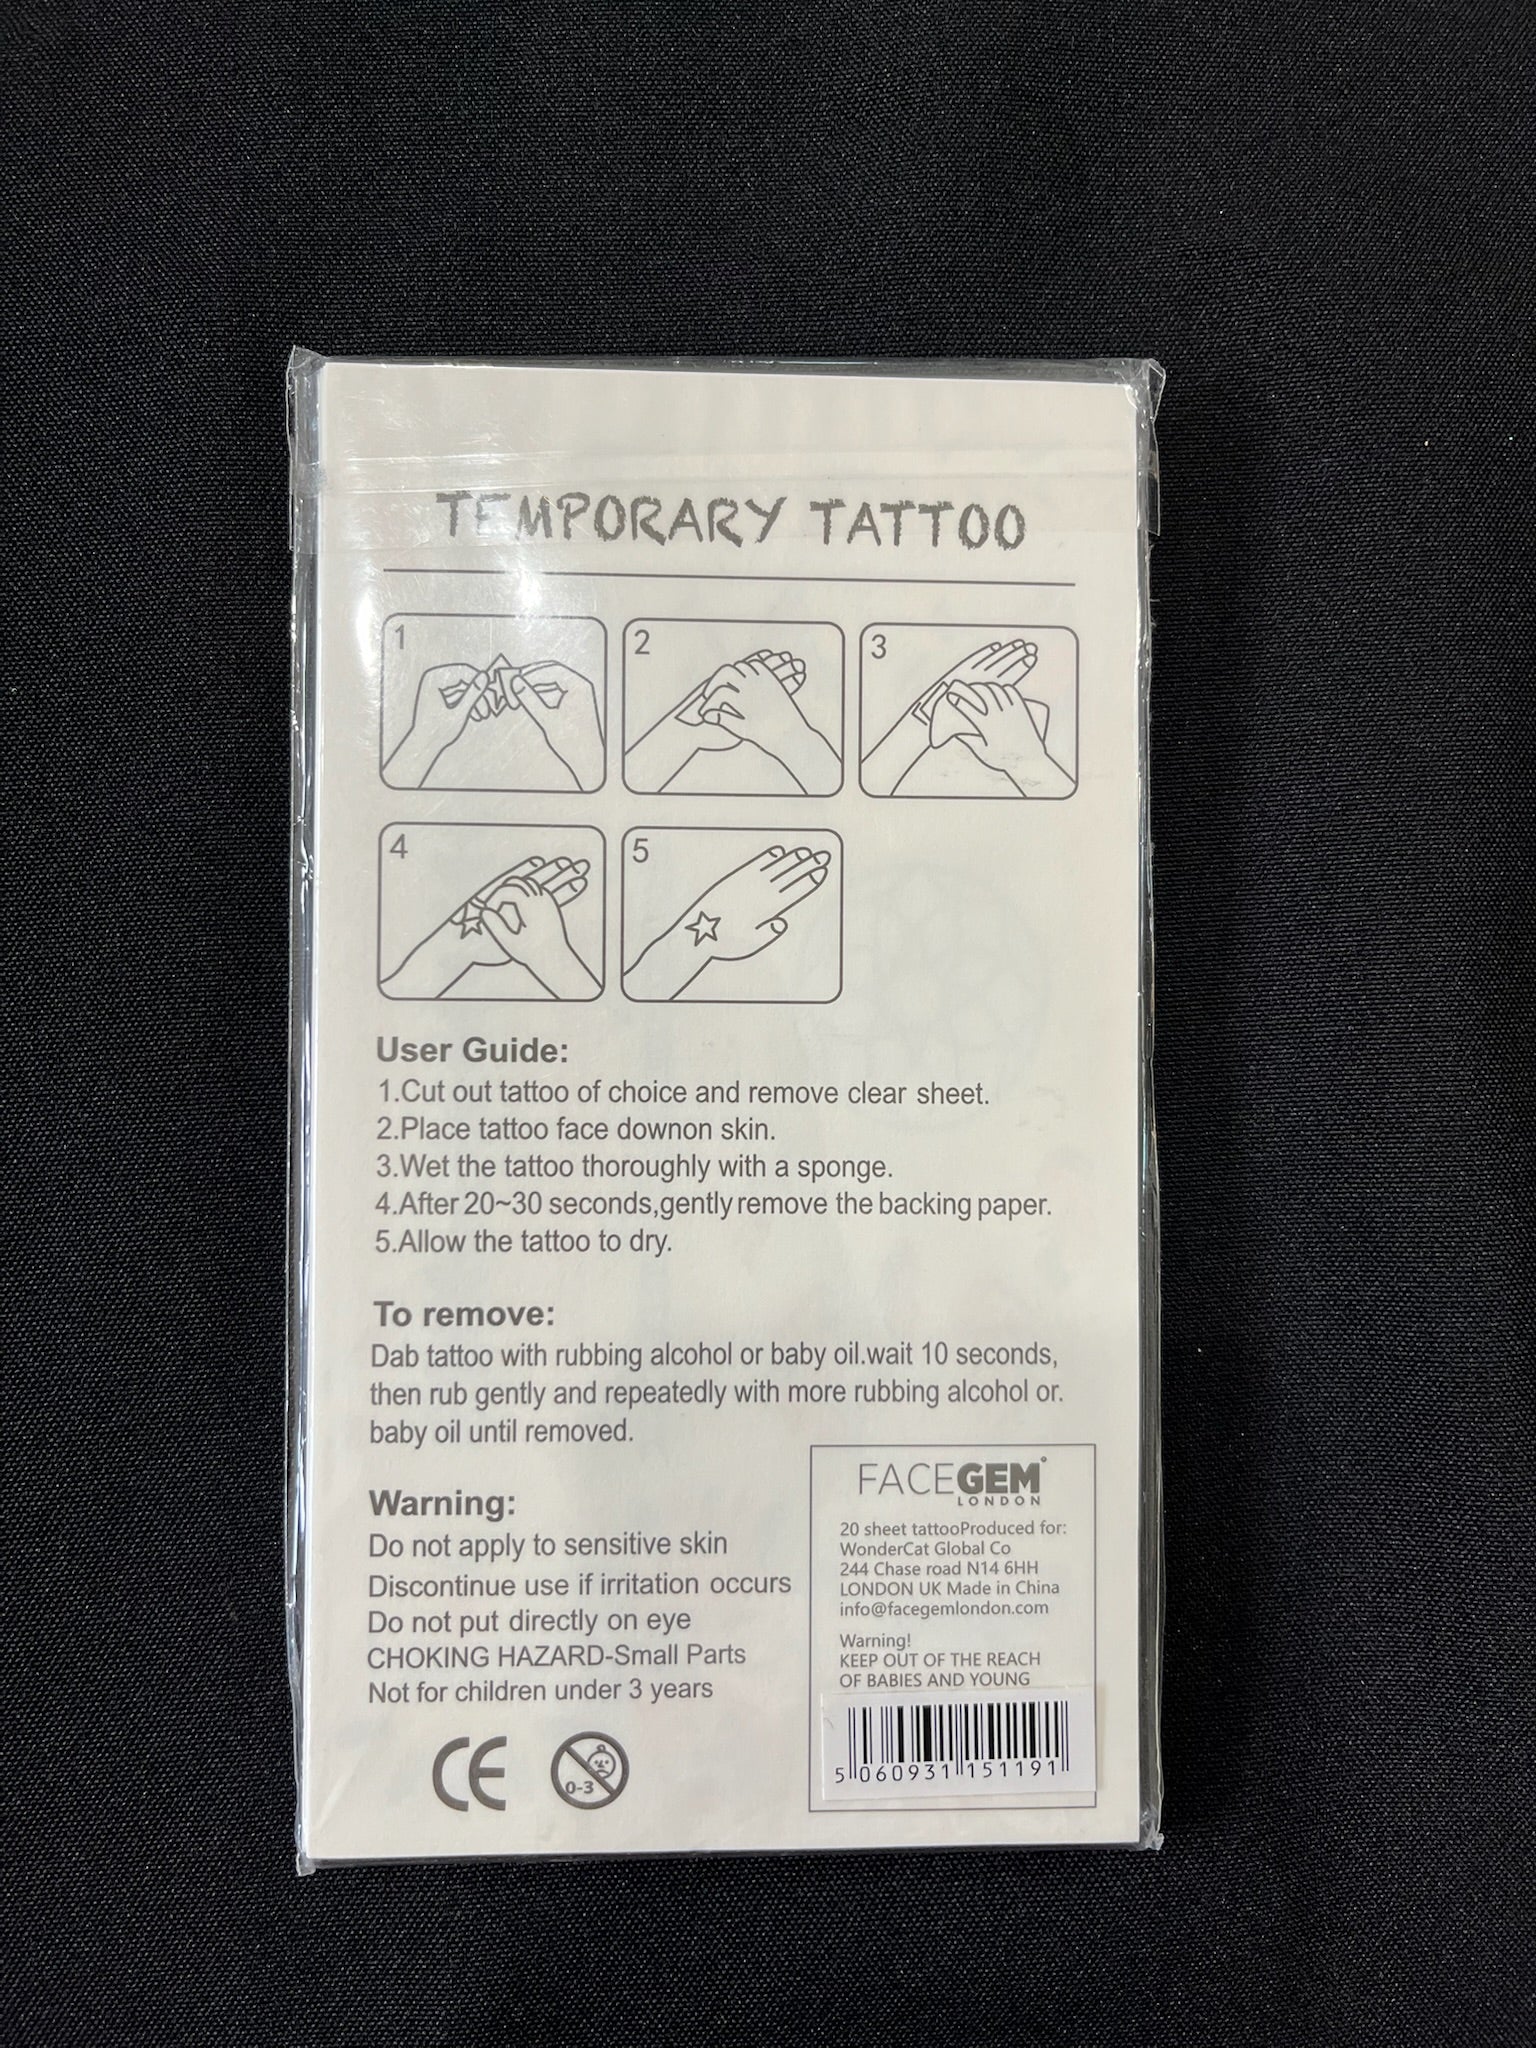 TEMPORARY TATTOO
1
2
3
4
5
User Guide:
1.Cut out tattoo of choice and remove clear sheet.
2.Place tattoo face downon skin.
3.Wet the tattoo thoroughly with a sponge.
4.After 20~30 seconds,gently remove the backing paper.
5.Allow the tattoo to dry.
To remove:
Dab tattoo with rubbing alcohol or baby oil.wait 10 seconds,
then rub gently and repeatedly with more rubbing alcohol or.
baby oil until removed.
Warning:
Do not apply to sensitive skin
Discontinue use if irritation occurs
Do not put directly on eye
CHOKING HAZARD-Small Parts
Not for children under 3 years
CE
0-3
FACEGEM
LONDON
20 sheet tattooProduced for:
WonderCat Global Co
244 Chase road N14 6HH
LONDON UK Made in China
info@facegemlondon.com
Warning!
KEEP OUT OF THE REACH
OF BABIES AND YOUNG
5 060931 151191